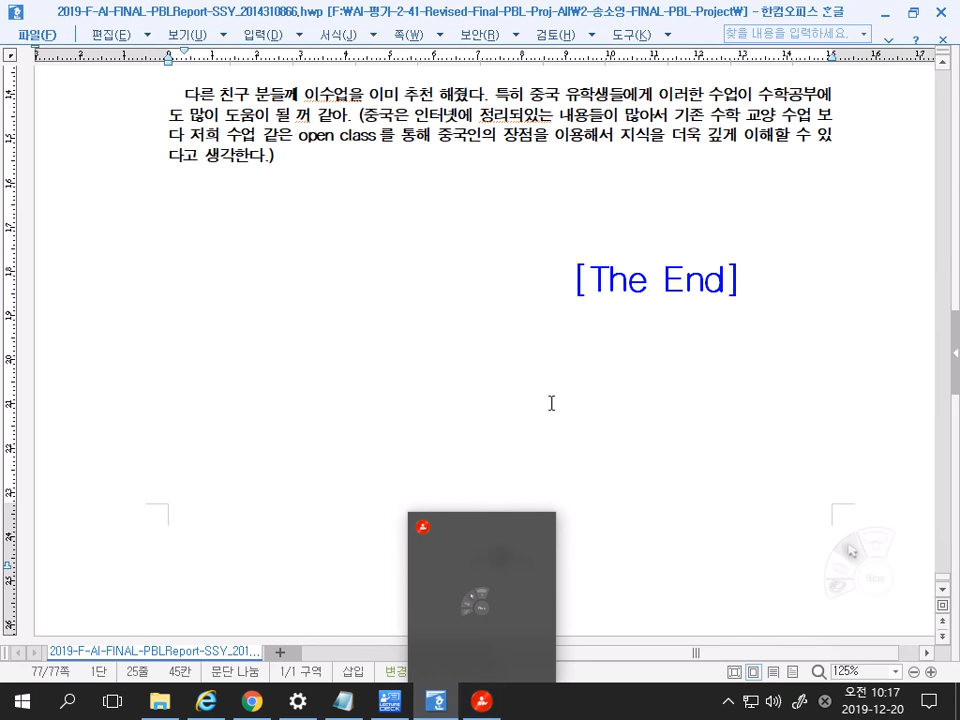 2019-F-AI-FINAL-PBLReport-SSY_2014310866.hwp [F:\AI-평가-2-41-Revised-Final-PBL-Proj-All\2-송소영-FINAL-PBL-Project\] - 한컴오피스 한글
파일(F) 편집(E) 보기(U) 입력(D) 서식(J) 쪽(W) 보안(R) 검토(H) 도구(K) 찾을 내용을 입력하세요.
다른 친구 분들께 이수업을 이미 추천 해줬다. 특히 중국 유학생들에게 이러한 수업이 수학공부에
도 많이 도움이 될 꺼 같아. (중국은 인터넷에 정리되있는 내용들이 많아서 기존 수학 교양 수업 보
다 저희 수업 같은 open class를 통해 중국인의 장점을 이용해서 지식을 더욱 깊게 이해할 수 있
다고 생각한다.)
[The End]
2019-F-AI-FINAL-PBLReport-SSY_201...
77/77쪽 1단 25줄 45칸 문단 나눔 1/1 구역 삽입 변경 125%
오전 10:17
2019-12-20